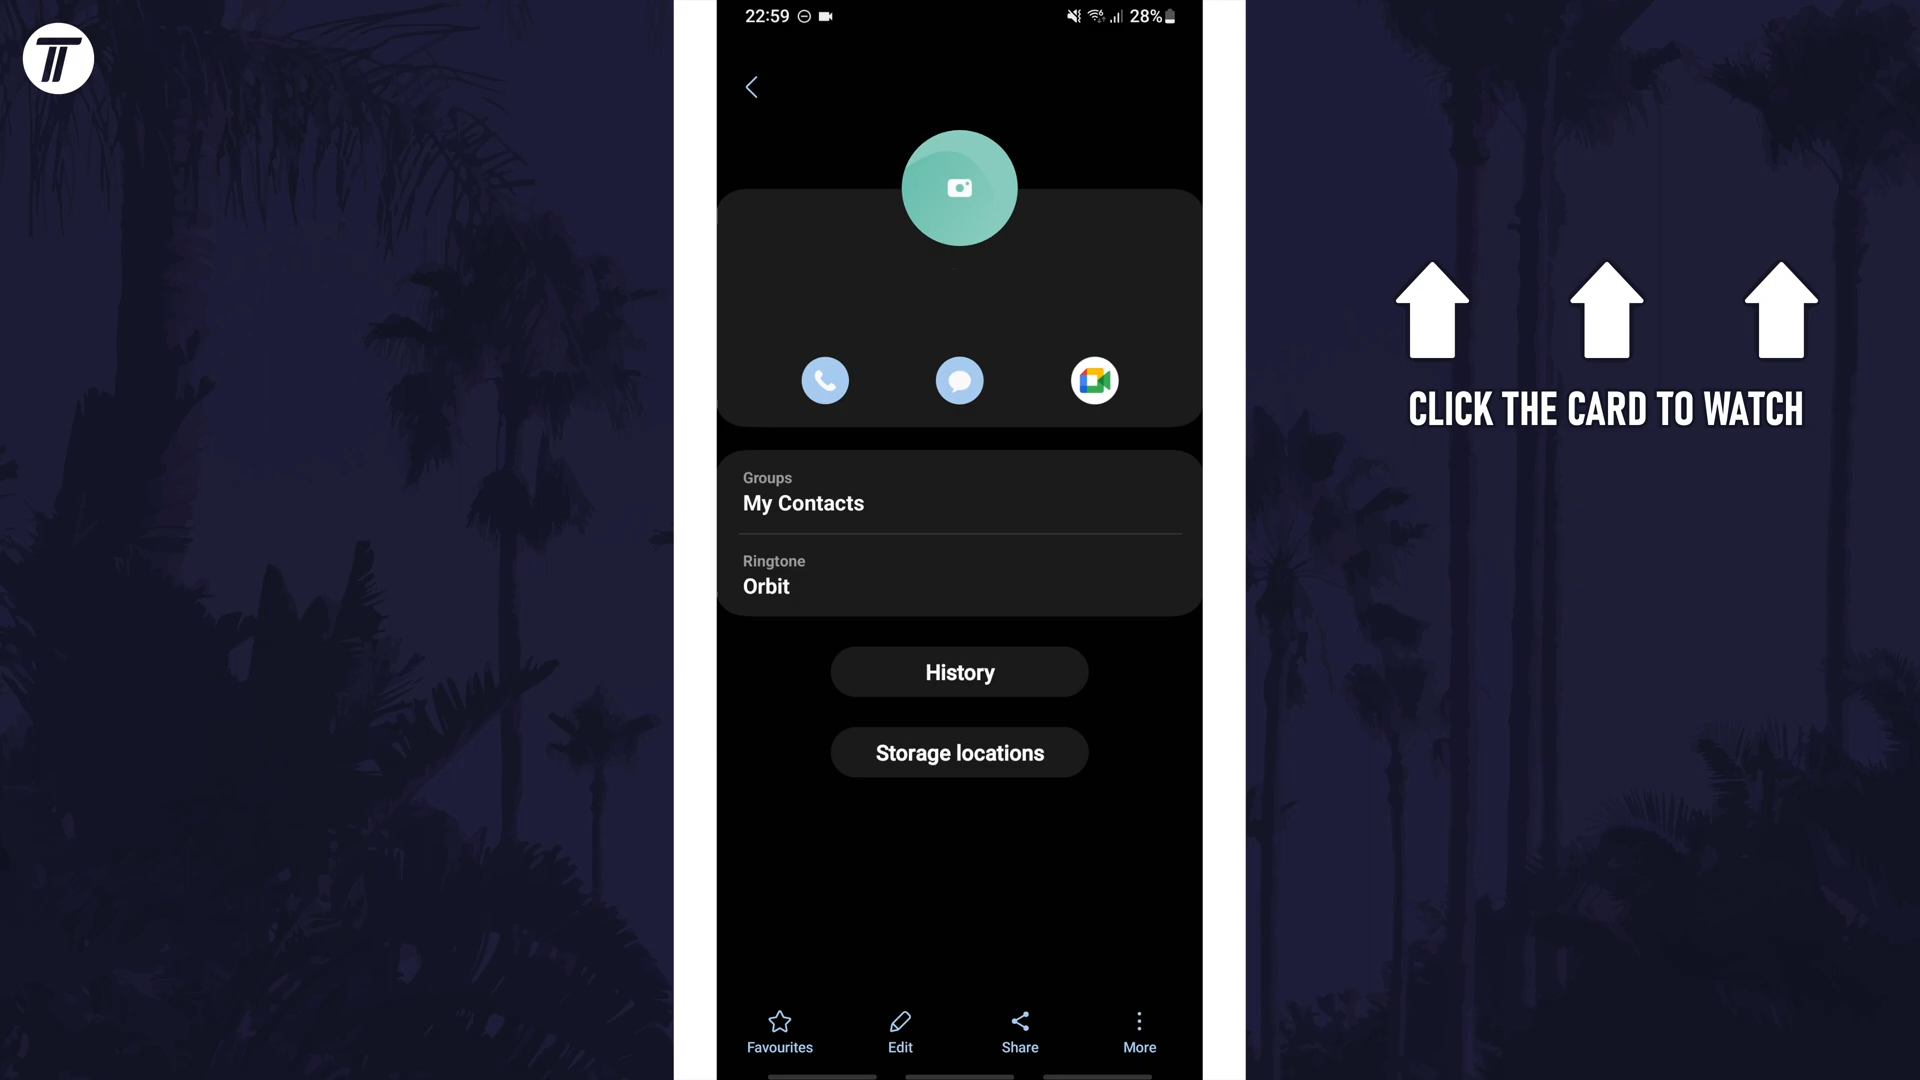 22:59
28%
CLICK THE CARD TO WATCH
Groups
My Contacts
Ringtone
Orbit
History
Storage locations
Favourites
Edit
Share
More